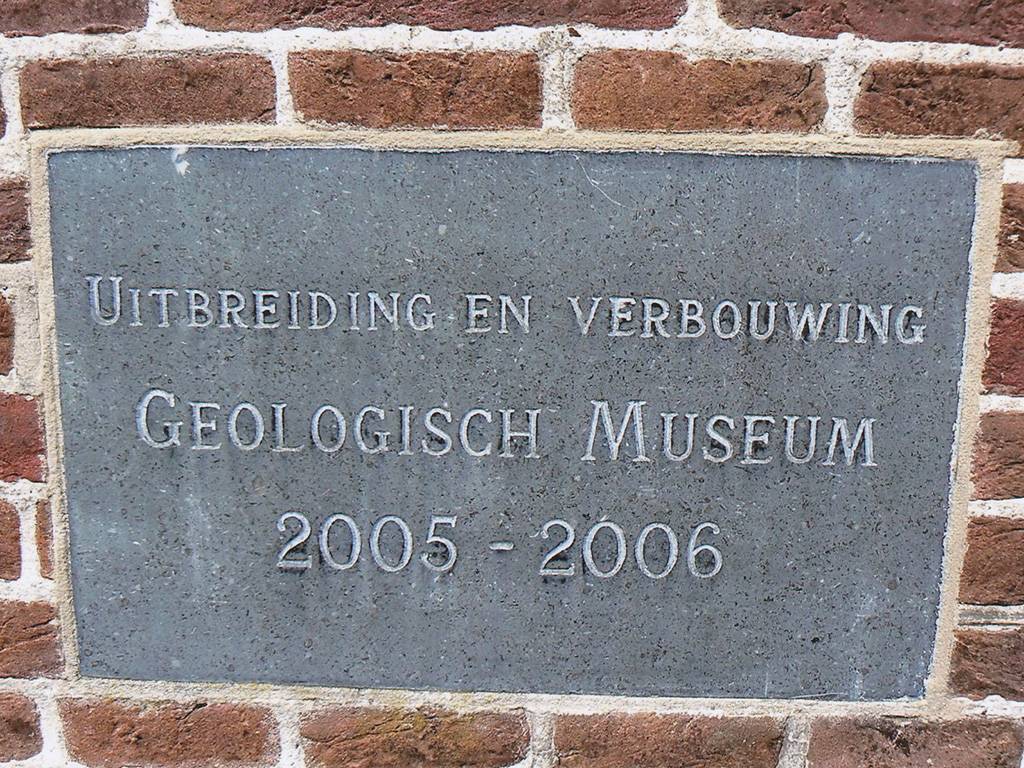 Uitbreiding en verbouwing
Geologisch Museum
2005 - 2006